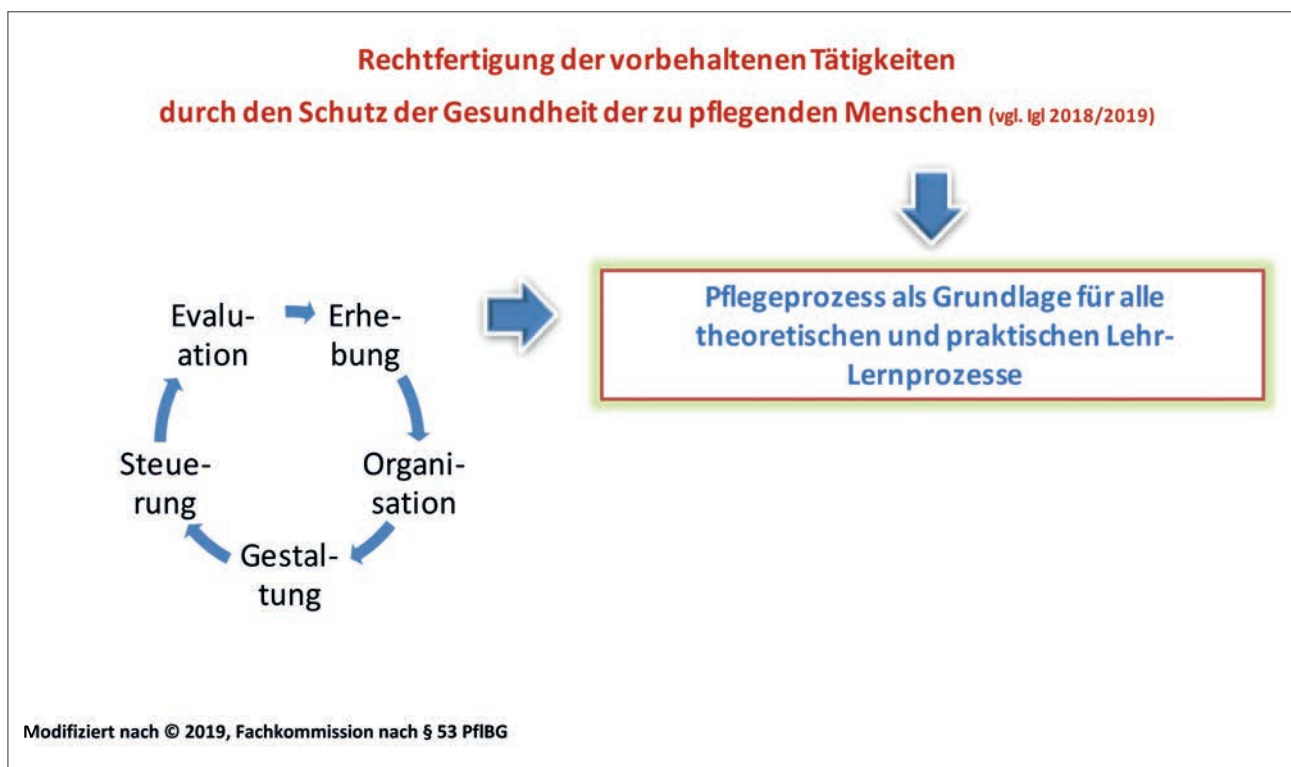 Rechtfertigung der vorbehaltenen Tätigkeiten
durch den Schutz der Gesundheit der zu pflegenden Menschen (vgl. Igl 2018/2019)
Pflegeprozess als Grundlage für alle
theoretischen und praktischen Lehr-
Lernprozesse
Evalu-
ation
Erhe-
bung
Organi-
sation
Gestal-
tung
Steue-
rung
Modifiziert nach © 2019, Fachkommission nach § 53 PflBG